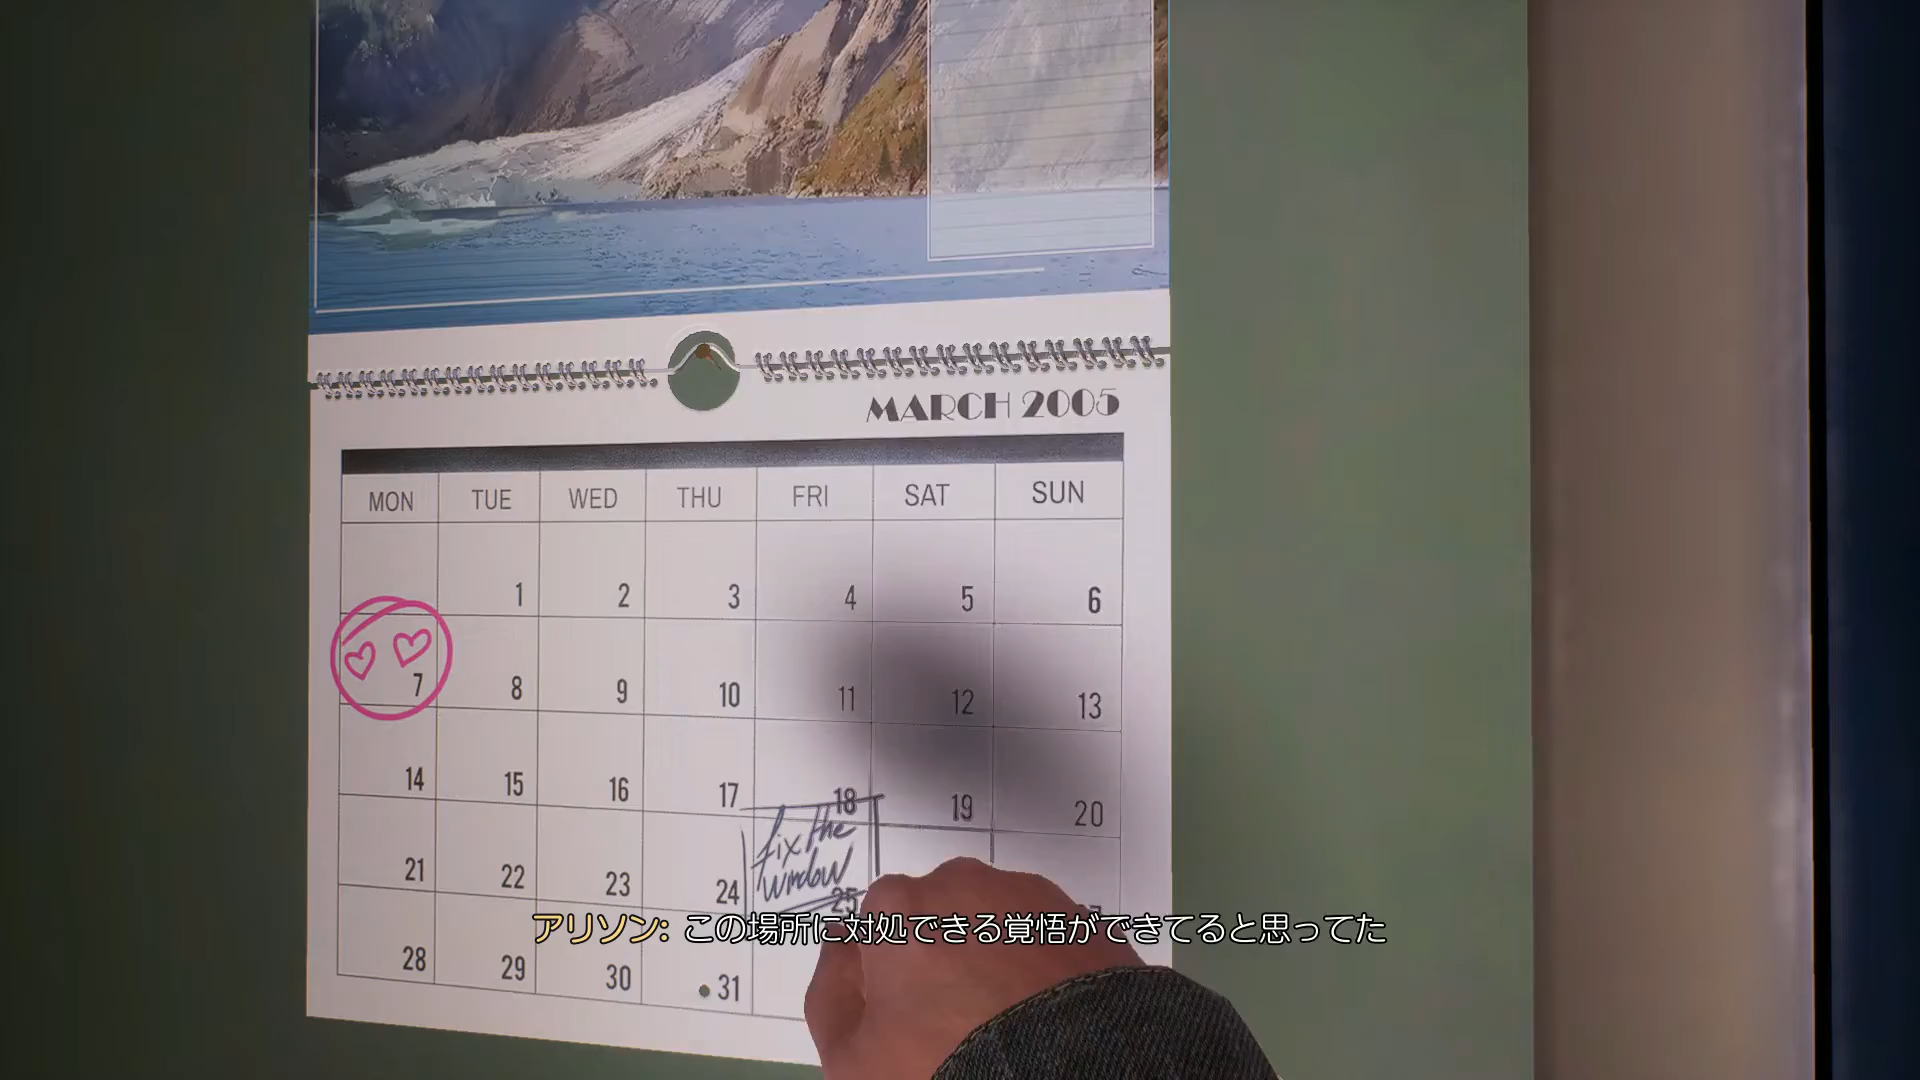 MARCH 2005
MON TUE WED THU FRI SAT SUN
1 2 3 4 5 6
7 8 9 10 11 12 13
14 15 16 17 18 19 20
fix the
window
21 22 23 24 25
28 29 30 31
アリソン: この場所に対処できる覚悟ができてると思ってた